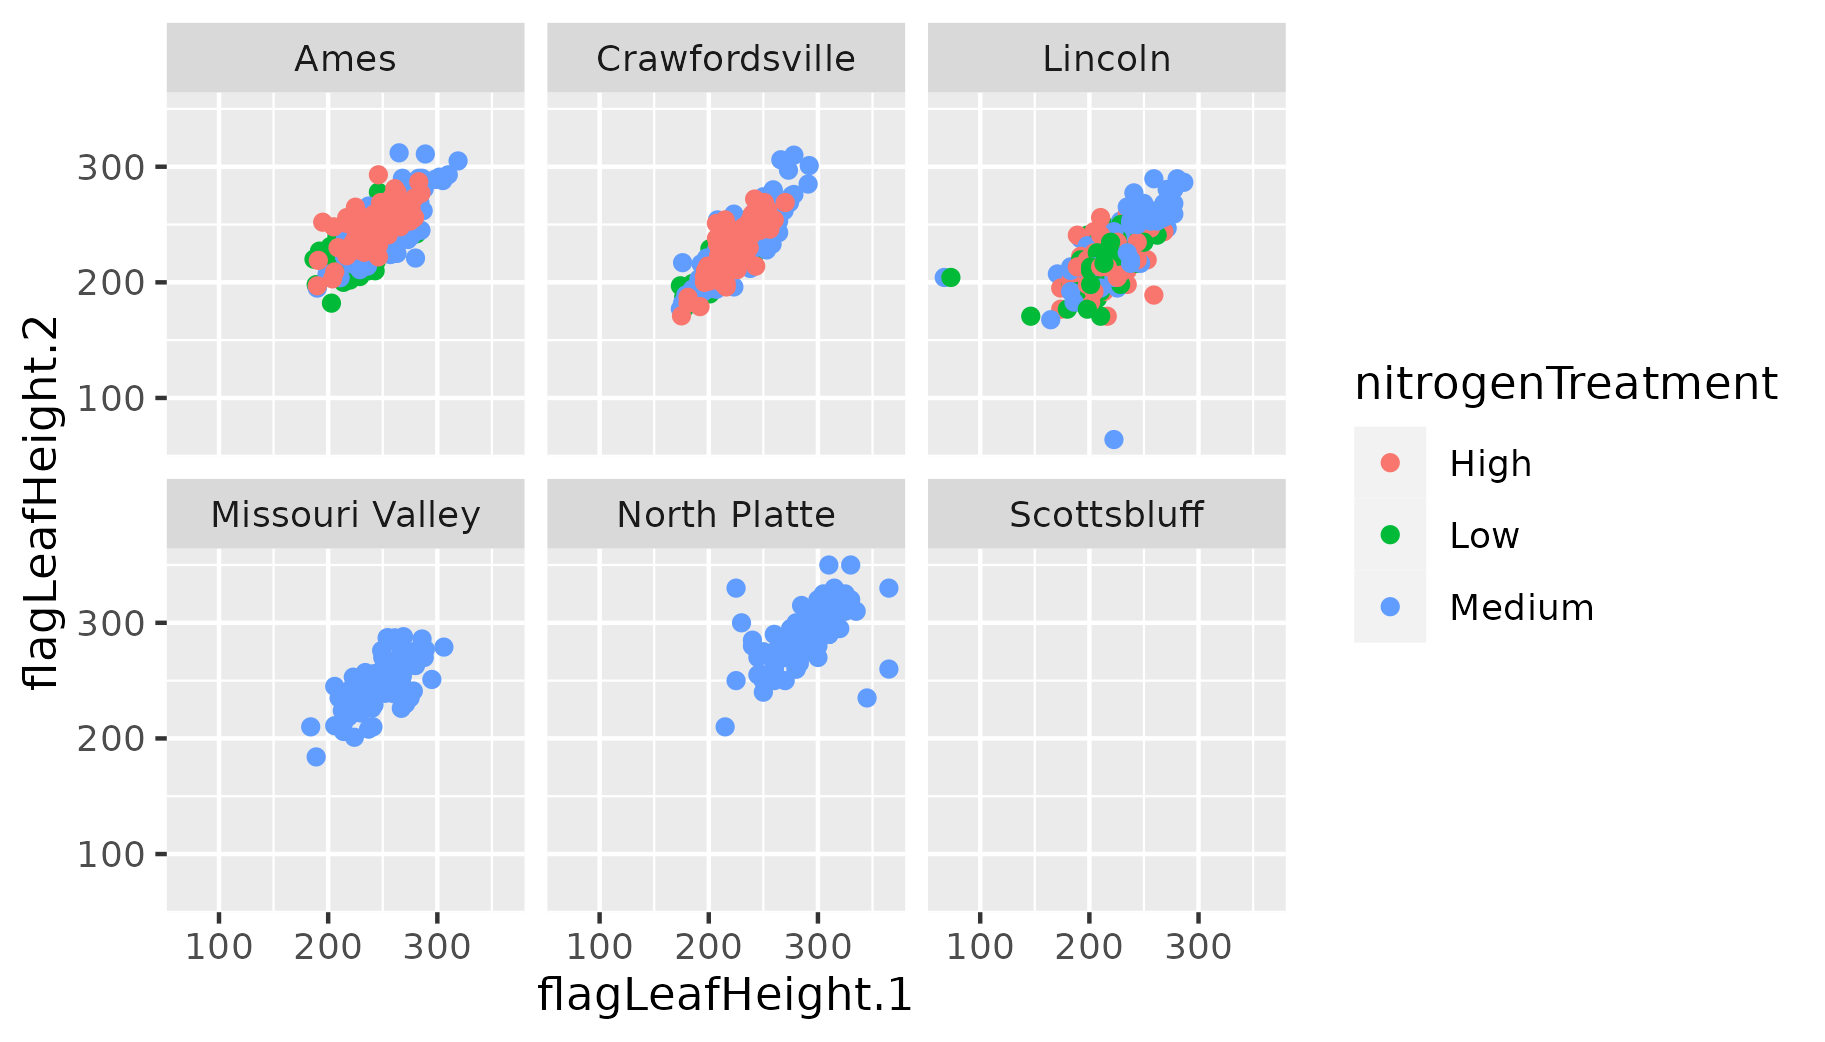 Ames
Crawfordsville
Lincoln
300
200
100
Missouri Valley
North Platte
Scottsbluff
300
200
100
100 200 300
100 200 300
100 200 300
flagLeafHeight.1
flagLeafHeight.2
nitrogenTreatment
High
Low
Medium